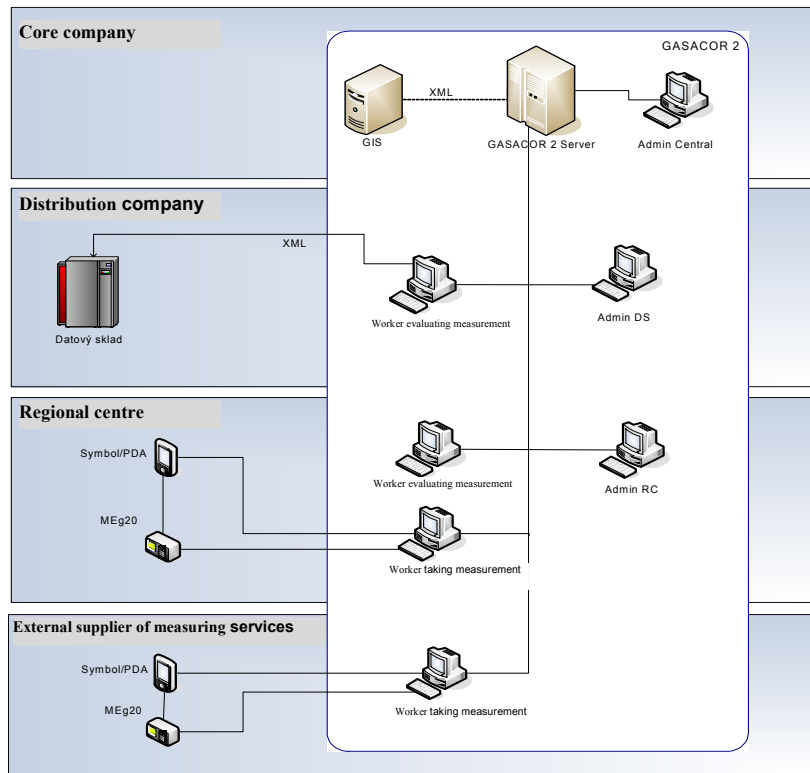 Core company
GASACOR 2
XML
GIS
GASACOR 2 Server
Admin Central
Distribution company
XML
Datový sklad
Worker evaluating measurement
Admin DS
Regional centre
Symbol/PDA
MEg20
Worker evaluating measurement
Admin RC
Worker taking measurement
External supplier of measuring services
Symbol/PDA
MEg20
Worker taking measurement